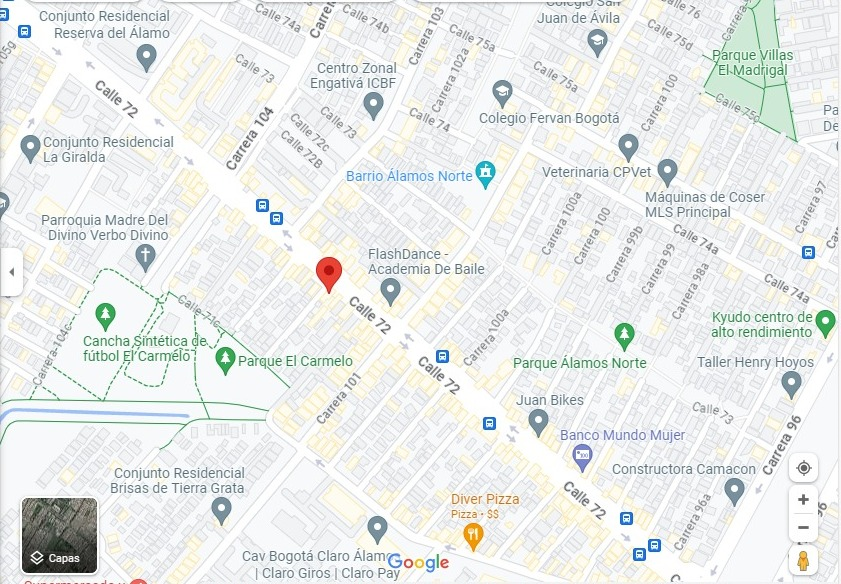 Conjunto Residencial
Reserva del Álamo
Calle 74a
Calle 74b
Carrera 103
Calle 75a
Juan de Ávila
Calle 76
Calle 75d
Parque Villas
El Madrigal
Calle 73
Centro Zonal
Engativá ICBF
Carrera 102a
Calle 75a
Carrera 100
Calle 75c
Calle 72
Carrera 104
Calle 72c
Calle 73
Calle 74
Colegio Fervan Bogotá
Conjunto Residencial
La Giralda
Calle 72B
Barrio Álamos Norte
Veterinaria CPVet
Máquinas de Coser
MLS Principal
Carrera 97
Parroquia Madre Del
Divino Verbo Divino
Carrera 100a
Carrera 100
Carrera 99b
Carrera 99
Carrera 98a
Calle 74a
FlashDance -
Academia De Baile
Calle 74a
Calle 71c
Calle 72
Carrera 100a
Kyudo centro de
alto rendimiento
Cancha Sintética de
fútbol El Carmelo
Carrera 104c
Parque El Carmelo
Parque Álamos Norte
Taller Henry Hoyos
Calle 72
Carrera 101
Juan Bikes
Calle 73
Carrera 96
Banco Mundo Mujer
Conjunto Residencial
Brisas de Tierra Grata
Constructora Camacon
Calle 72
Carrera 96a
Diver Pizza
Pizza • $$
Capas
Cav Bogotá Claro Álamo
| Claro Giros | Claro Pay
Google